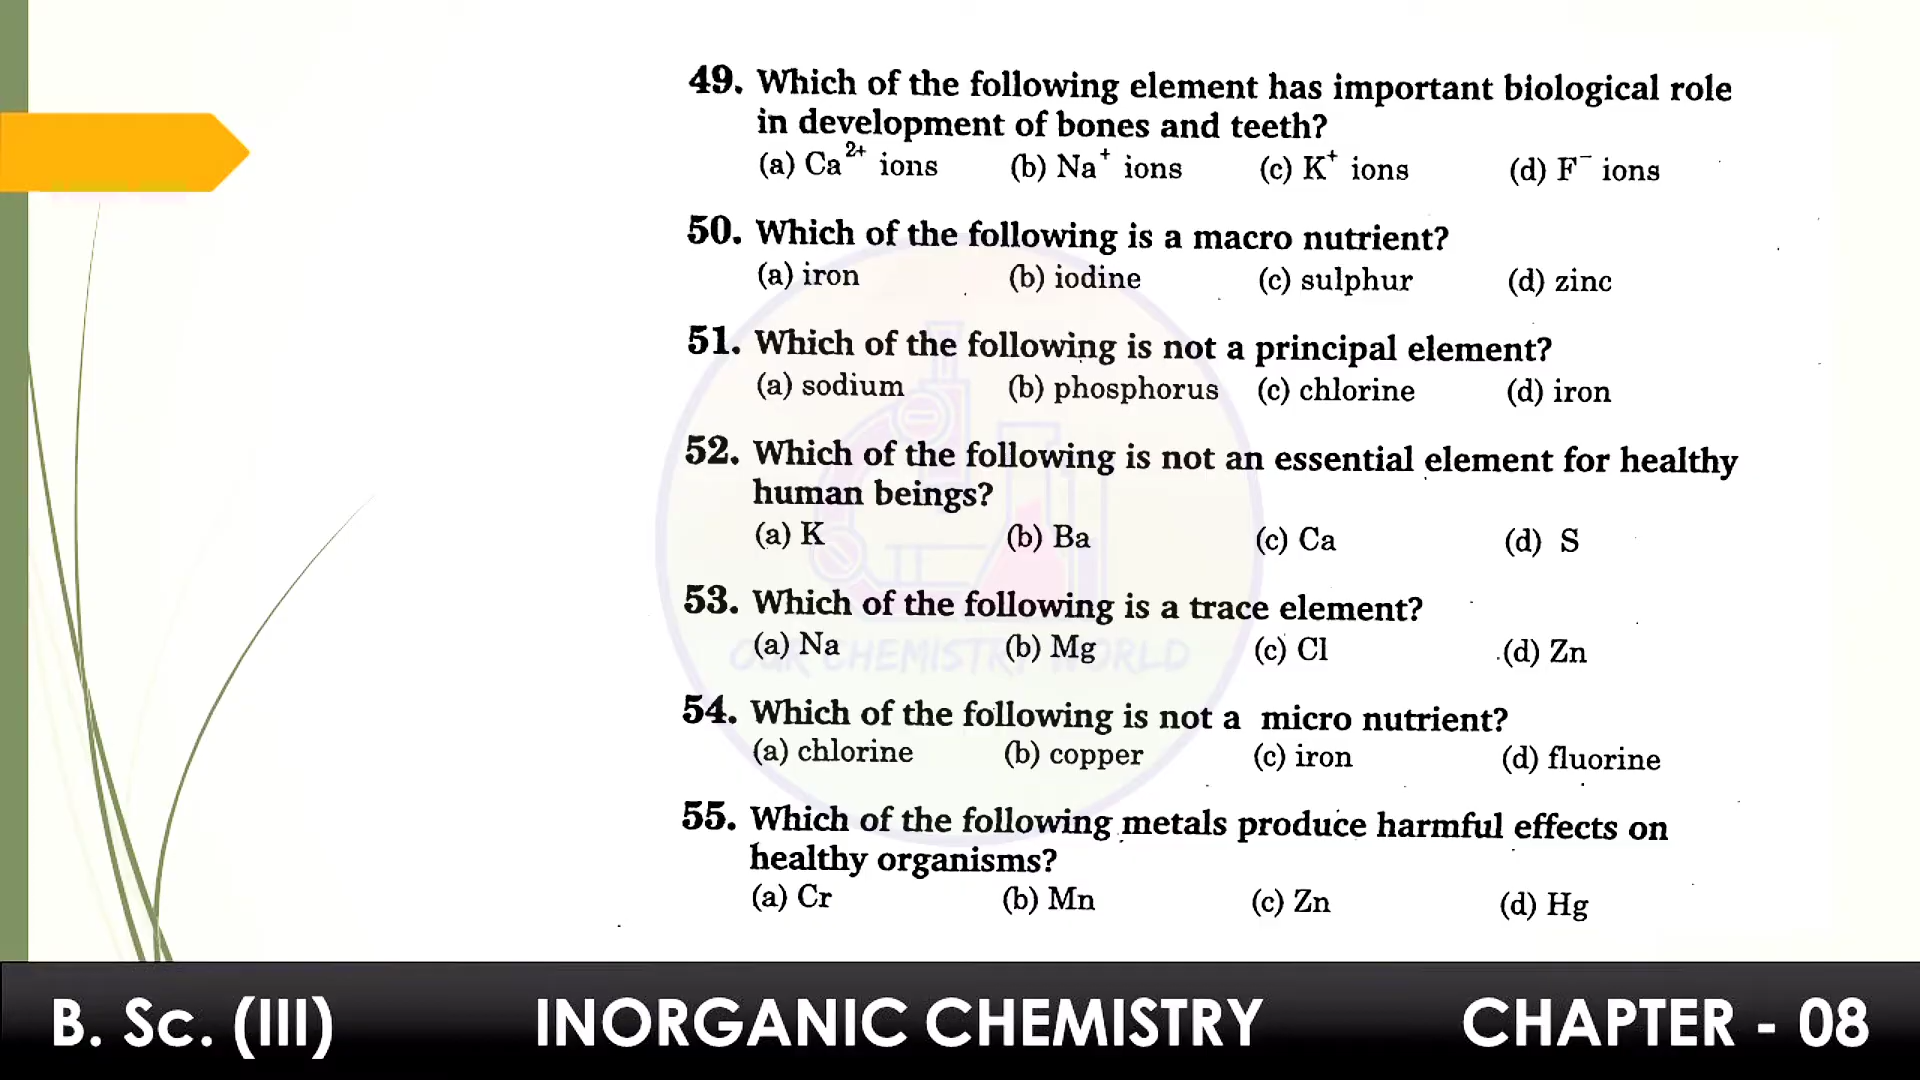 49. Which of the following element has important biological role
in development of bones and teeth?
(a) Ca²⁺ ions (b) Na⁺ ions (c) K⁺ ions (d) F⁻ ions
50. Which of the following is a macro nutrient?
(a) iron (b) iodine (c) sulphur (d) zinc
51. Which of the following is not a principal element?
(a) sodium (b) phosphorus (c) chlorine (d) iron
52. Which of the following is not an essential element for healthy
human beings?
(a) K (b) Ba (c) Ca (d) S
53. Which of the following is a trace element?
(a) Na (b) Mg (c) Cl (d) Zn
OUR CHEMISTRY WORLD
54. Which of the following is not a micro nutrient?
(a) chlorine (b) copper (c) iron (d) fluorine
55. Which of the following metals produce harmful effects on
healthy organisms?
(a) Cr (b) Mn (c) Zn (d) Hg
B. Sc. (III) INORGANIC CHEMISTRY CHAPTER - 08